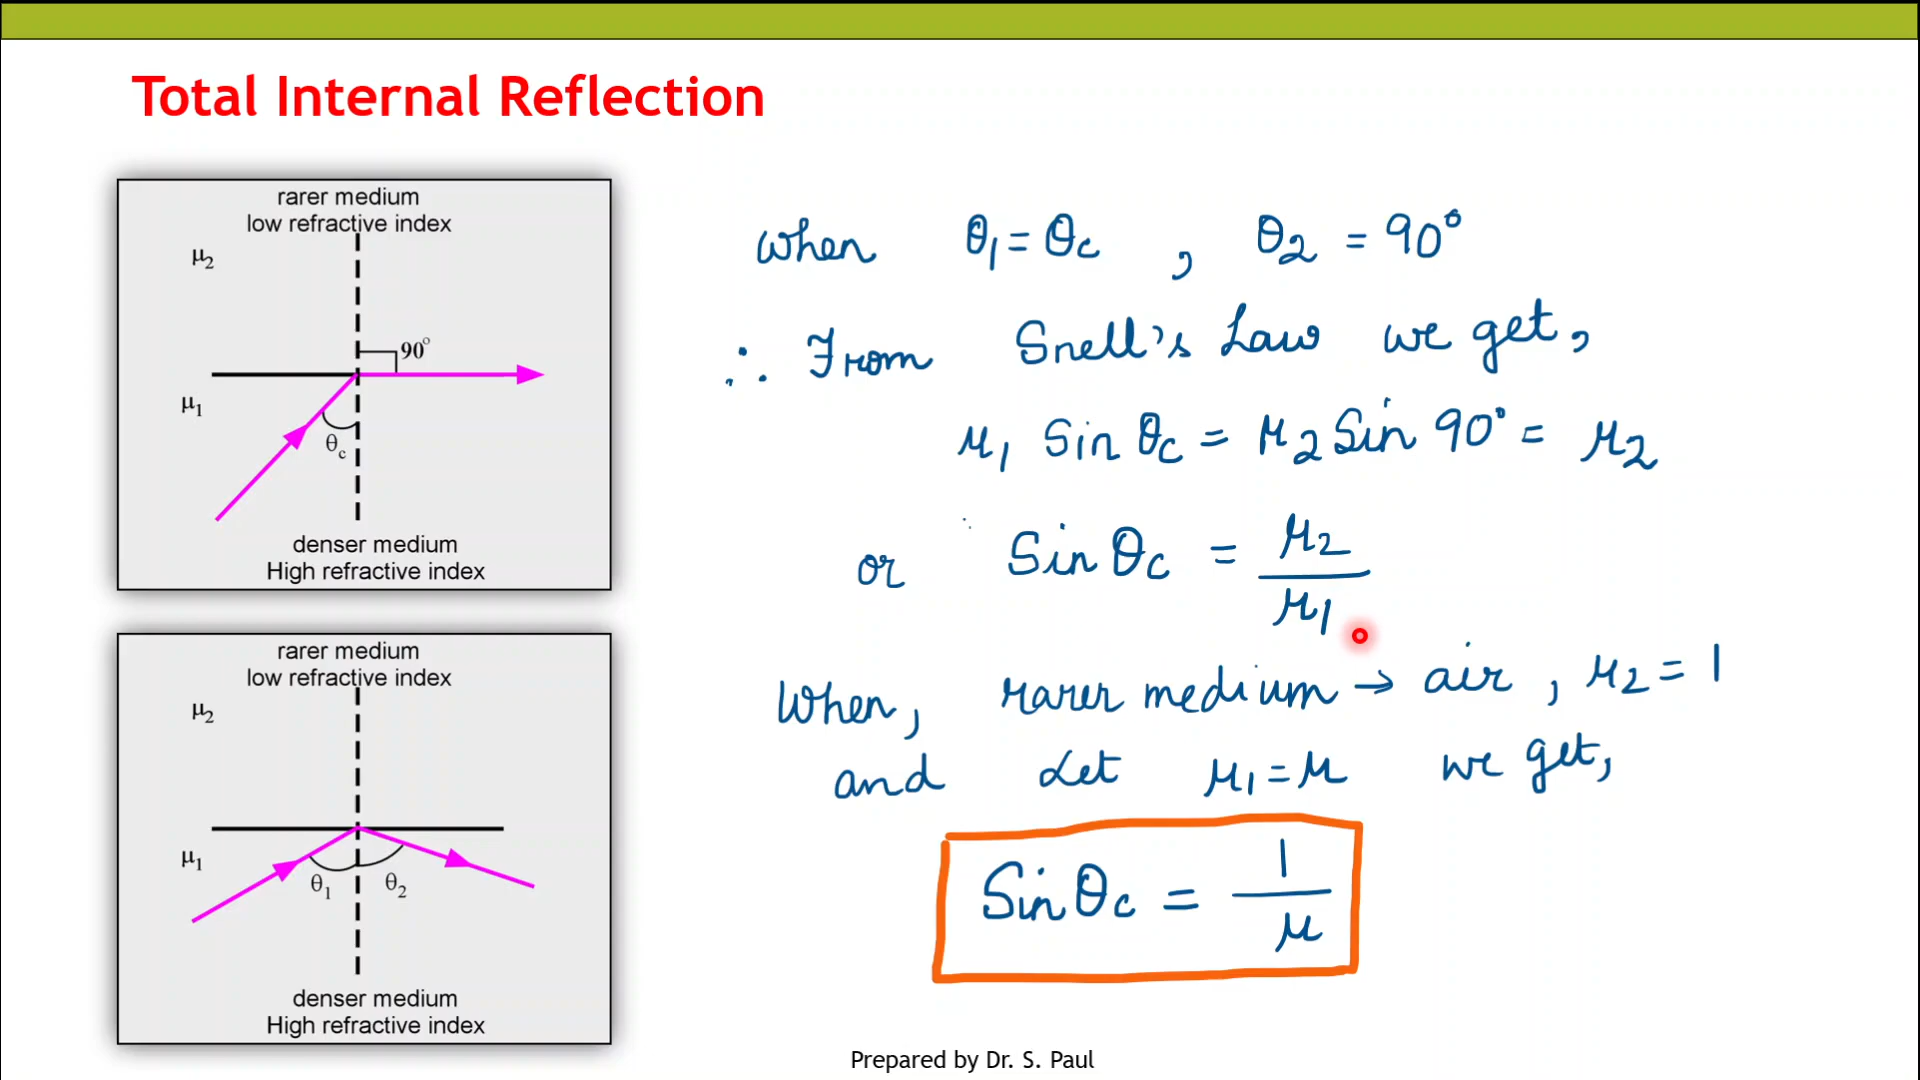 Total Internal Reflection
rarer medium
low refractive index
μ2
90°
μ1
θc
denser medium
High refractive index
rarer medium
low refractive index
μ2
μ1
θ1 θ2
denser medium
High refractive index
When θ1 = θc , θ2 = 90°
∴ From Snell's Law we get,
μ1 Sin θc = μ2 Sin 90° = μ2
or Sin θc = μ2/μ1
When, rarer medium → air , μ2 = 1
and Let μ1 = μ we get,
Sin θc = 1/μ
Prepared by Dr. S. Paul